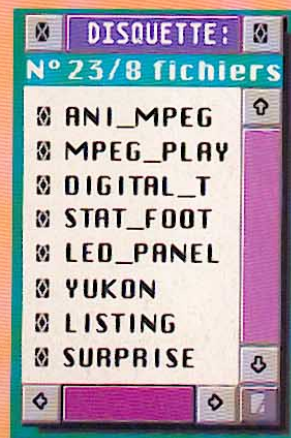 DISQUETTE:
N°23/8 fichiers
ANI_MPEG
MPEG_PLAY
DIGITAL_T
STAT_FOOT
LED_PANEL
YUKON
LISTING
SURPRISE